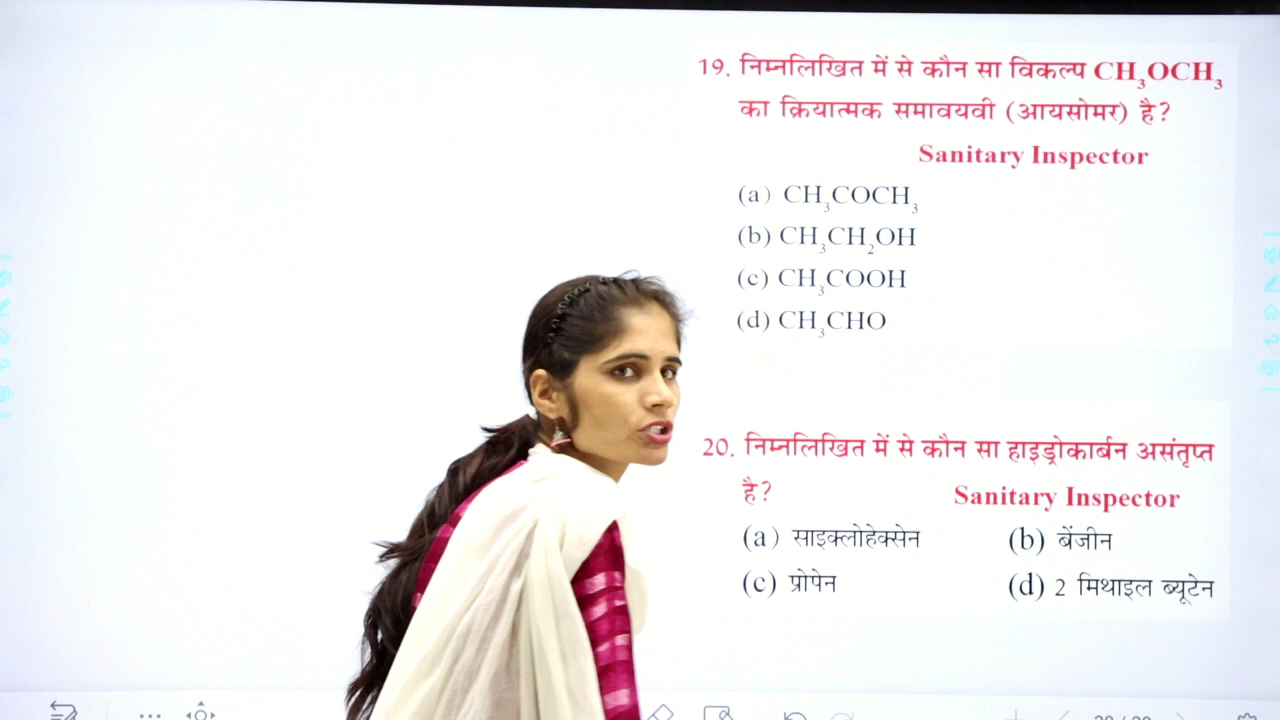 19. निम्नलिखित में से कौन सा विकल्प CH₃OCH₃
का क्रियात्मक समावयवी (आयसोमर) है?
Sanitary Inspector
(a) CH₃COCH₃
(b) CH₃CH₂OH
(c) CH₃COOH
(d) CH₃CHO
20. निम्नलिखित में से कौन सा हाइड्रोकार्बन असंतृप्त
है? Sanitary Inspector
(a) साइक्लोहेक्सेन (b) बेंजीन
(c) प्रोपेन (d) 2 मिथाइल ब्यूटेन